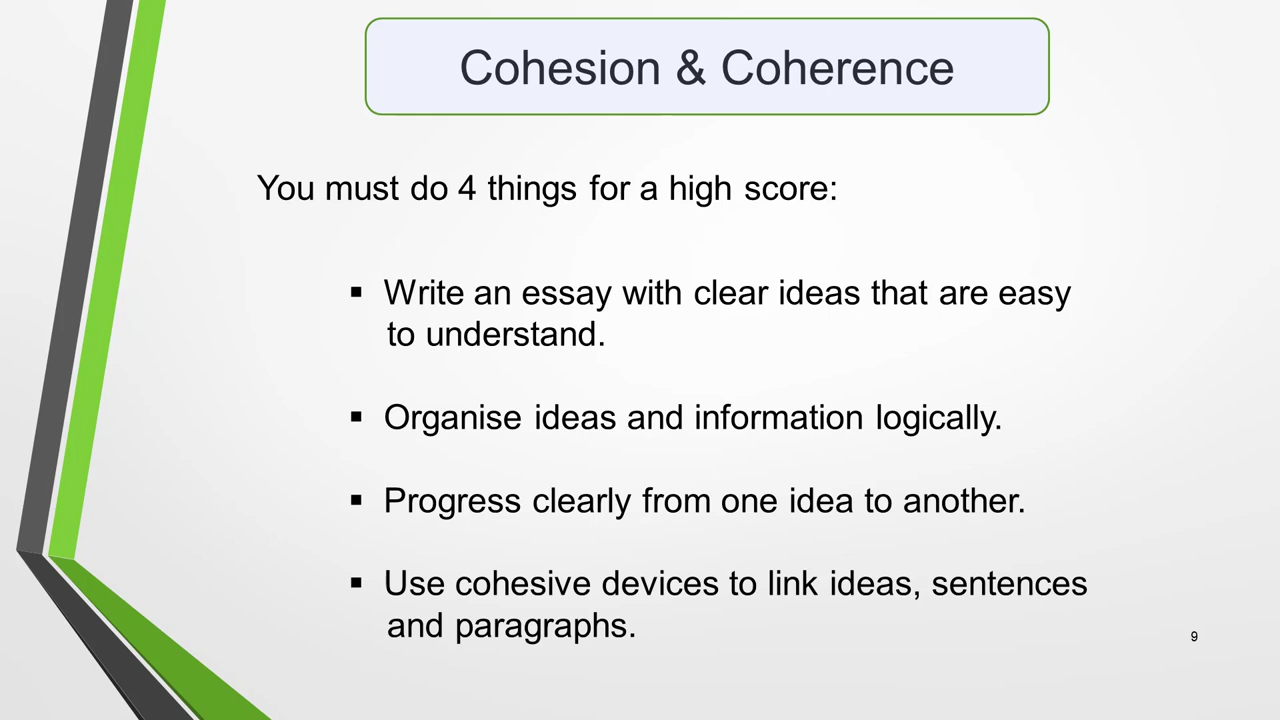 Cohesion & Coherence
You must do 4 things for a high score:
▪ Write an essay with clear ideas that are easy
to understand.
▪ Organise ideas and information logically.
▪ Progress clearly from one idea to another.
▪ Use cohesive devices to link ideas, sentences
and paragraphs.
9